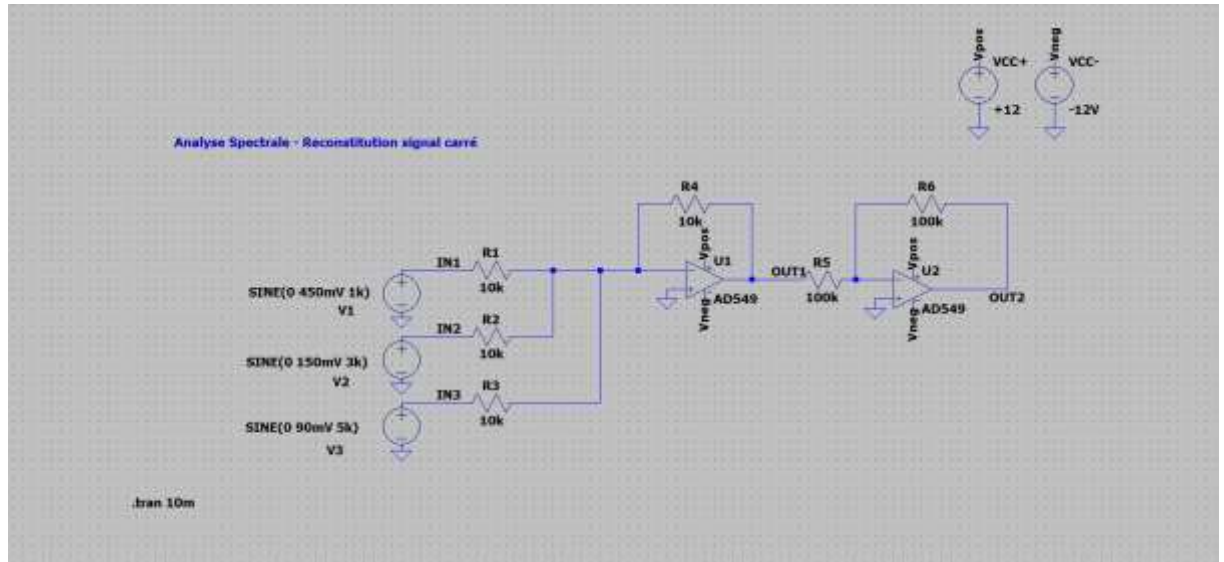 Vpos
VCC+
+12
Vneg
VCC-
-12V
Analyse Spectrale - Reconstitution signal carré
R4
10k
R6
100k
IN1
R1
10k
SINE(0 450mV 1k)
V1
IN2
R2
10k
SINE(0 150mV 3k)
V2
IN3
R3
10k
SINE(0 90mV 5k)
V3
Vpos
U1
AD549
Vneg
OUT1
R5
100k
Vpos
U2
AD549
Vneg
OUT2
.tran 10m